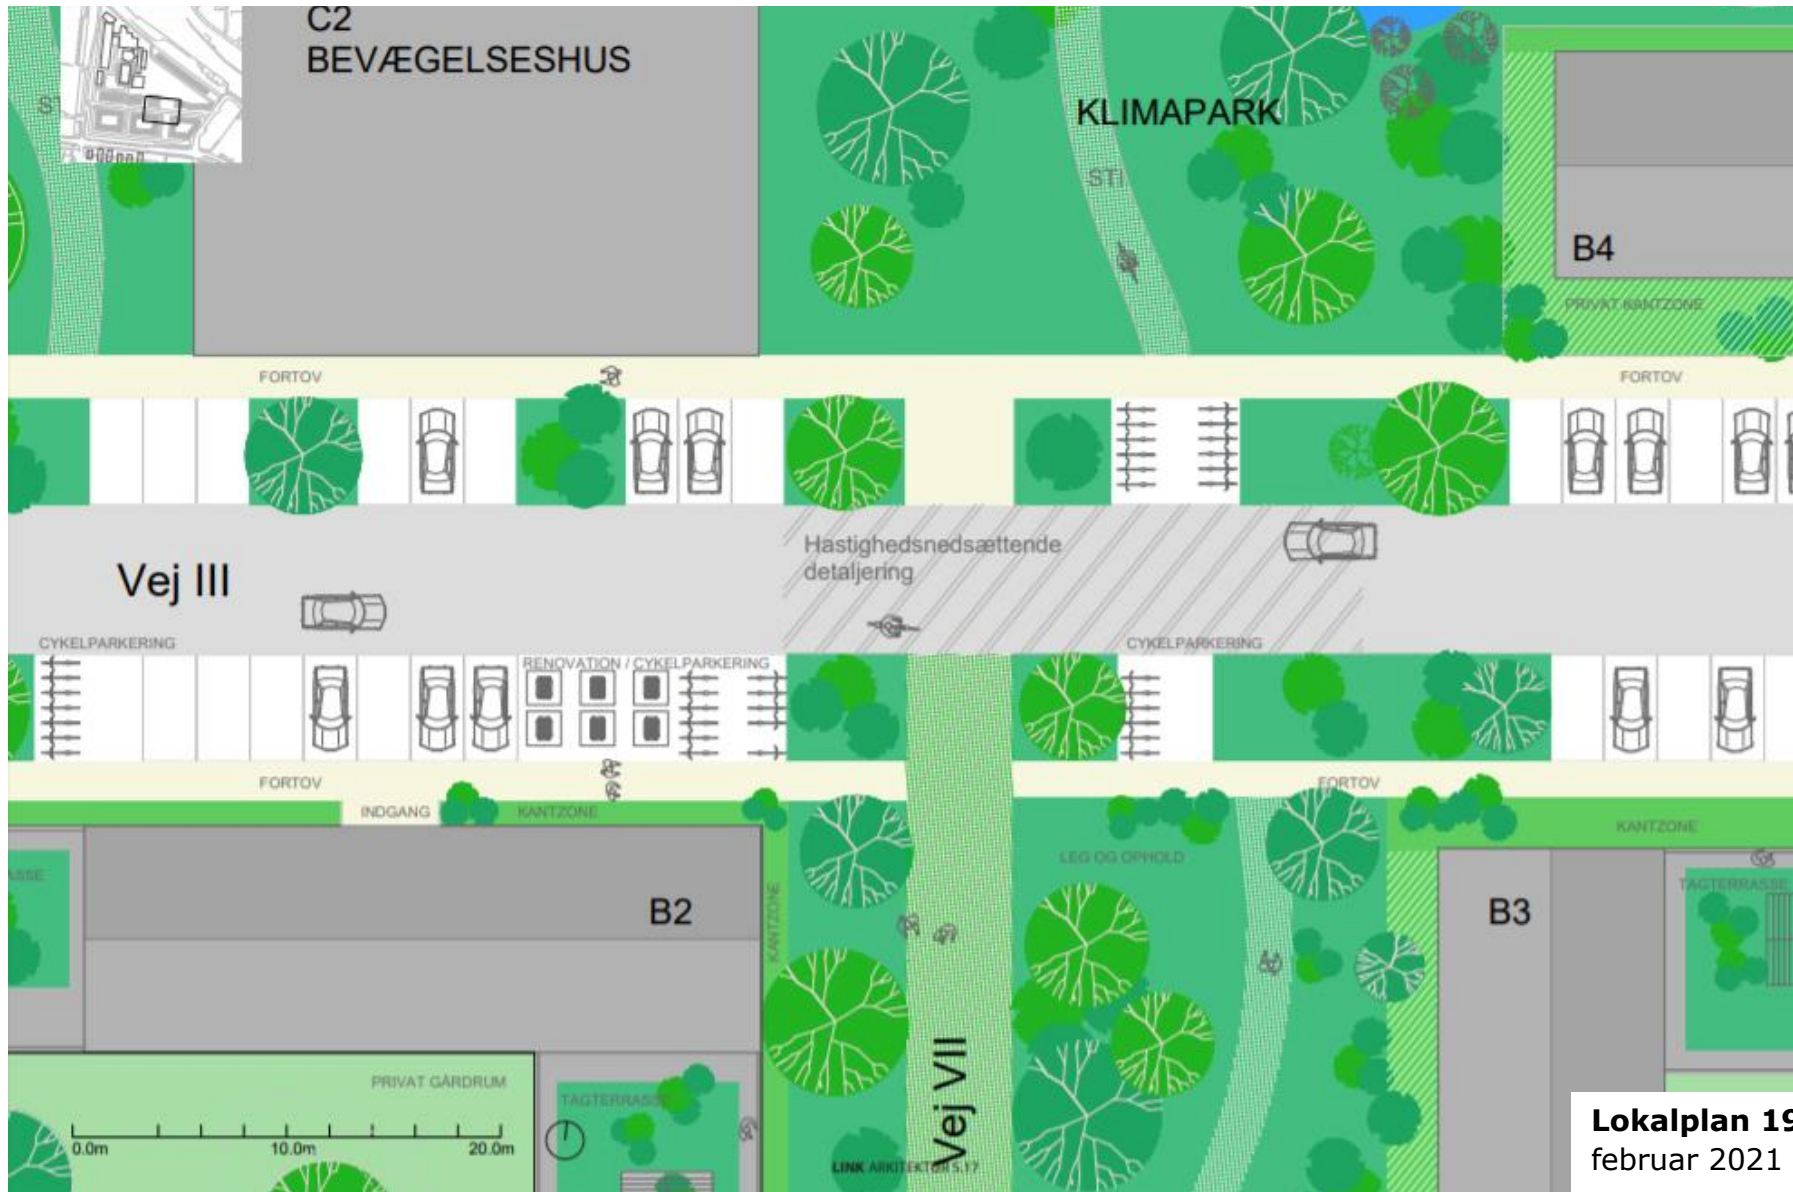 C2
BEVÆGELSESHUS
KLIMAPARK
STI
B4
PRIVAT KANTZONE
FORTOV
FORTOV
Hastighedsnedsættende
detaljering
Vej III
CYKELPARKERING
CYKELPARKERING
RENOVATION / CYKELPARKERING
FORTOV
FORTOV
INDGANG
KANTZONE
KANTZONE
LEG OG OPHOLD
KANTZONE
B2
B3
TAGTERRASSE
Vej VII
PRIVAT GÅRDRUM
TAGTERRASSE
0.0m
10.0m
20.0m
LINK ARKITEKTUR
Lokalplan 19
februar 2021